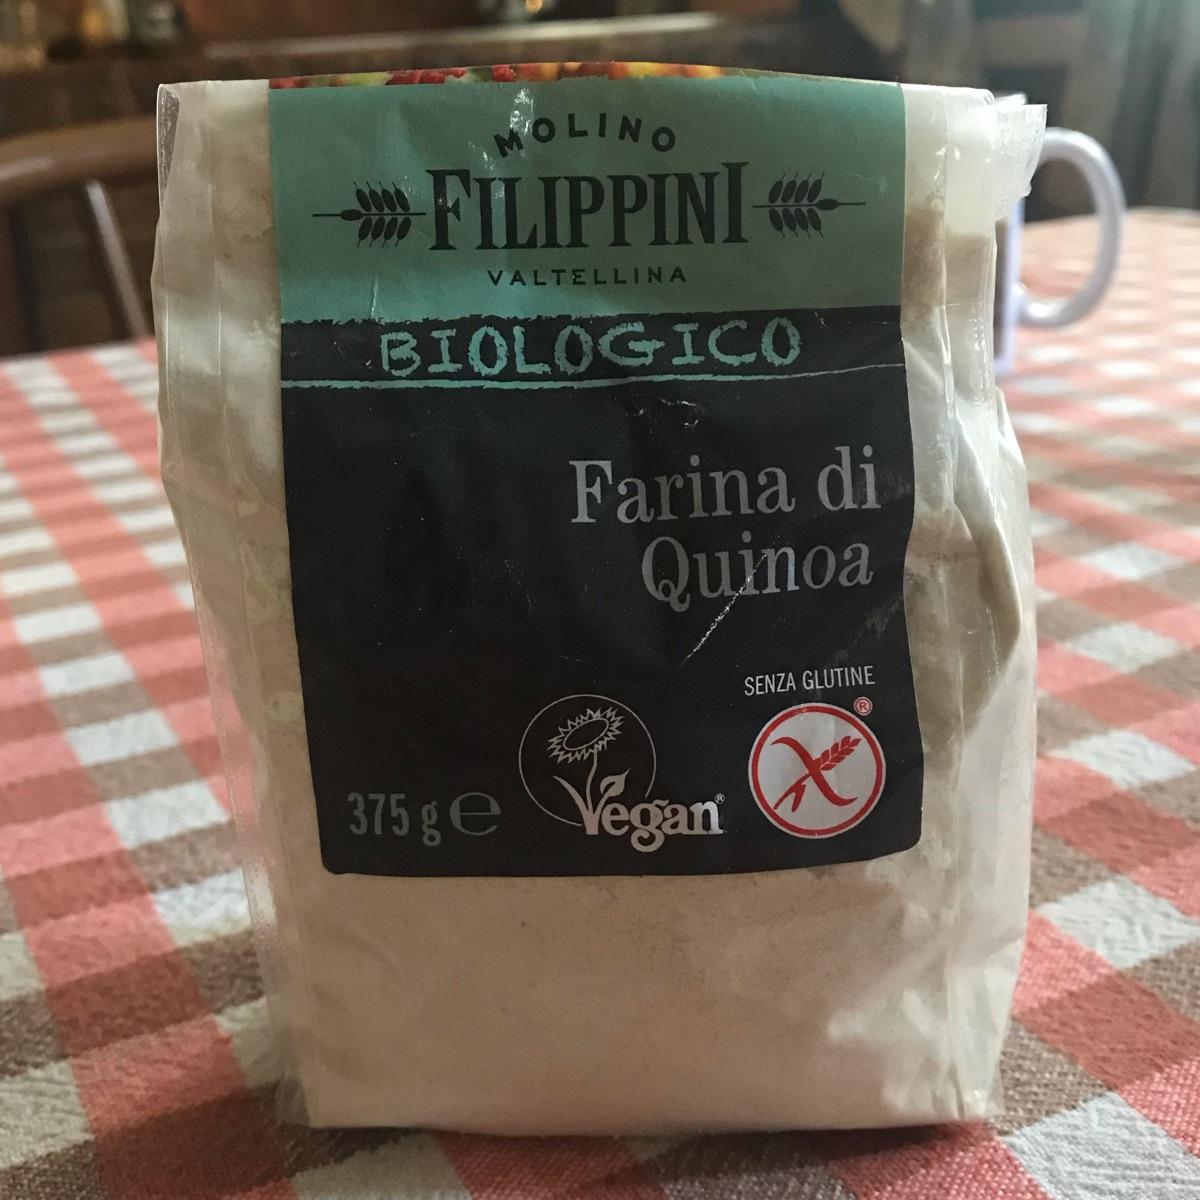 MOLINO
FILIPPINI
VALTELLINA
BIOLOGICO
Farina di
Quinoa
SENZA GLUTINE
®
375 g ℮
Vegan®